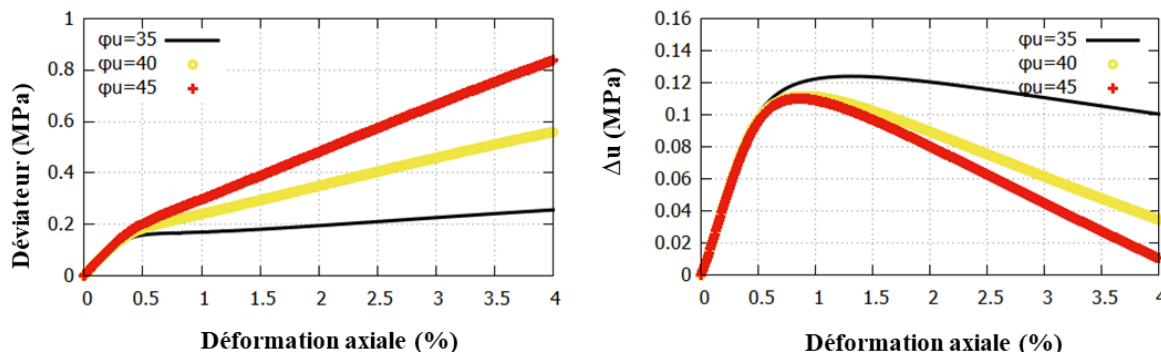 φu=35
φu=40
φu=45
Déviateur (MPa)
1
0.8
0.6
0.4
0.2
0
0 0.5 1 1.5 2 2.5 3 3.5 4
Déformation axiale (%)
φu=35
φu=40
φu=45
Δu (MPa)
0.16
0.14
0.12
0.1
0.08
0.06
0.04
0.02
0
0 0.5 1 1.5 2 2.5 3 3.5 4
Déformation axiale (%)